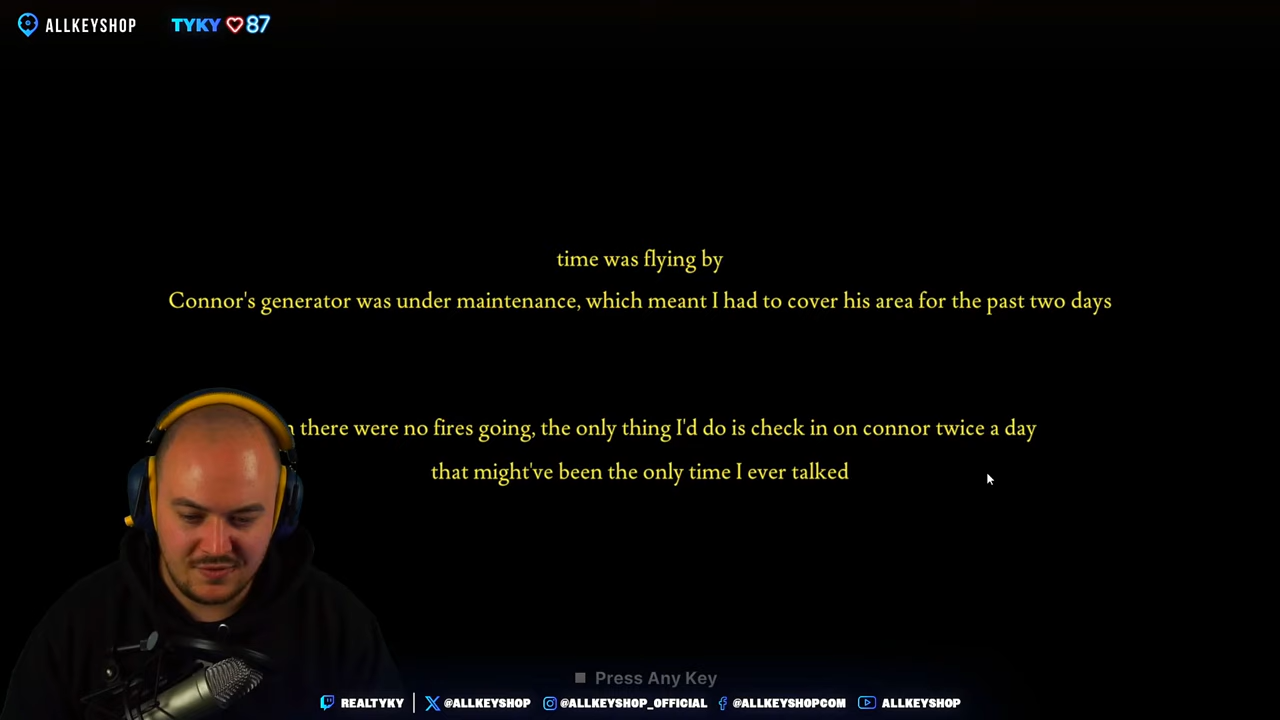 ALLKEYSHOP TYKY 87
time was flying by
Connor's generator was under maintenance, which meant I had to cover his area for the past two days
there were no fires going, the only thing I'd do is check in on connor twice a day
that might've been the only time I ever talked
Press Any Key
REALTYKY @ALLKEYSHOP @ALLKEYSHOP_OFFICIAL @ALLKEYSHOPCOM ALLKEYSHOP